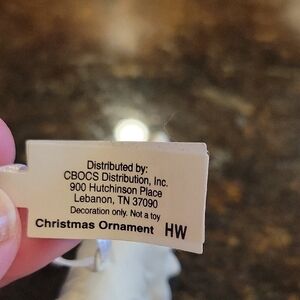 Distributed by:
CBOCS Distribution, Inc.
900 Hutchinson Place
Lebanon, TN 37090
Decoration only. Not a toy
Christmas Ornament HW